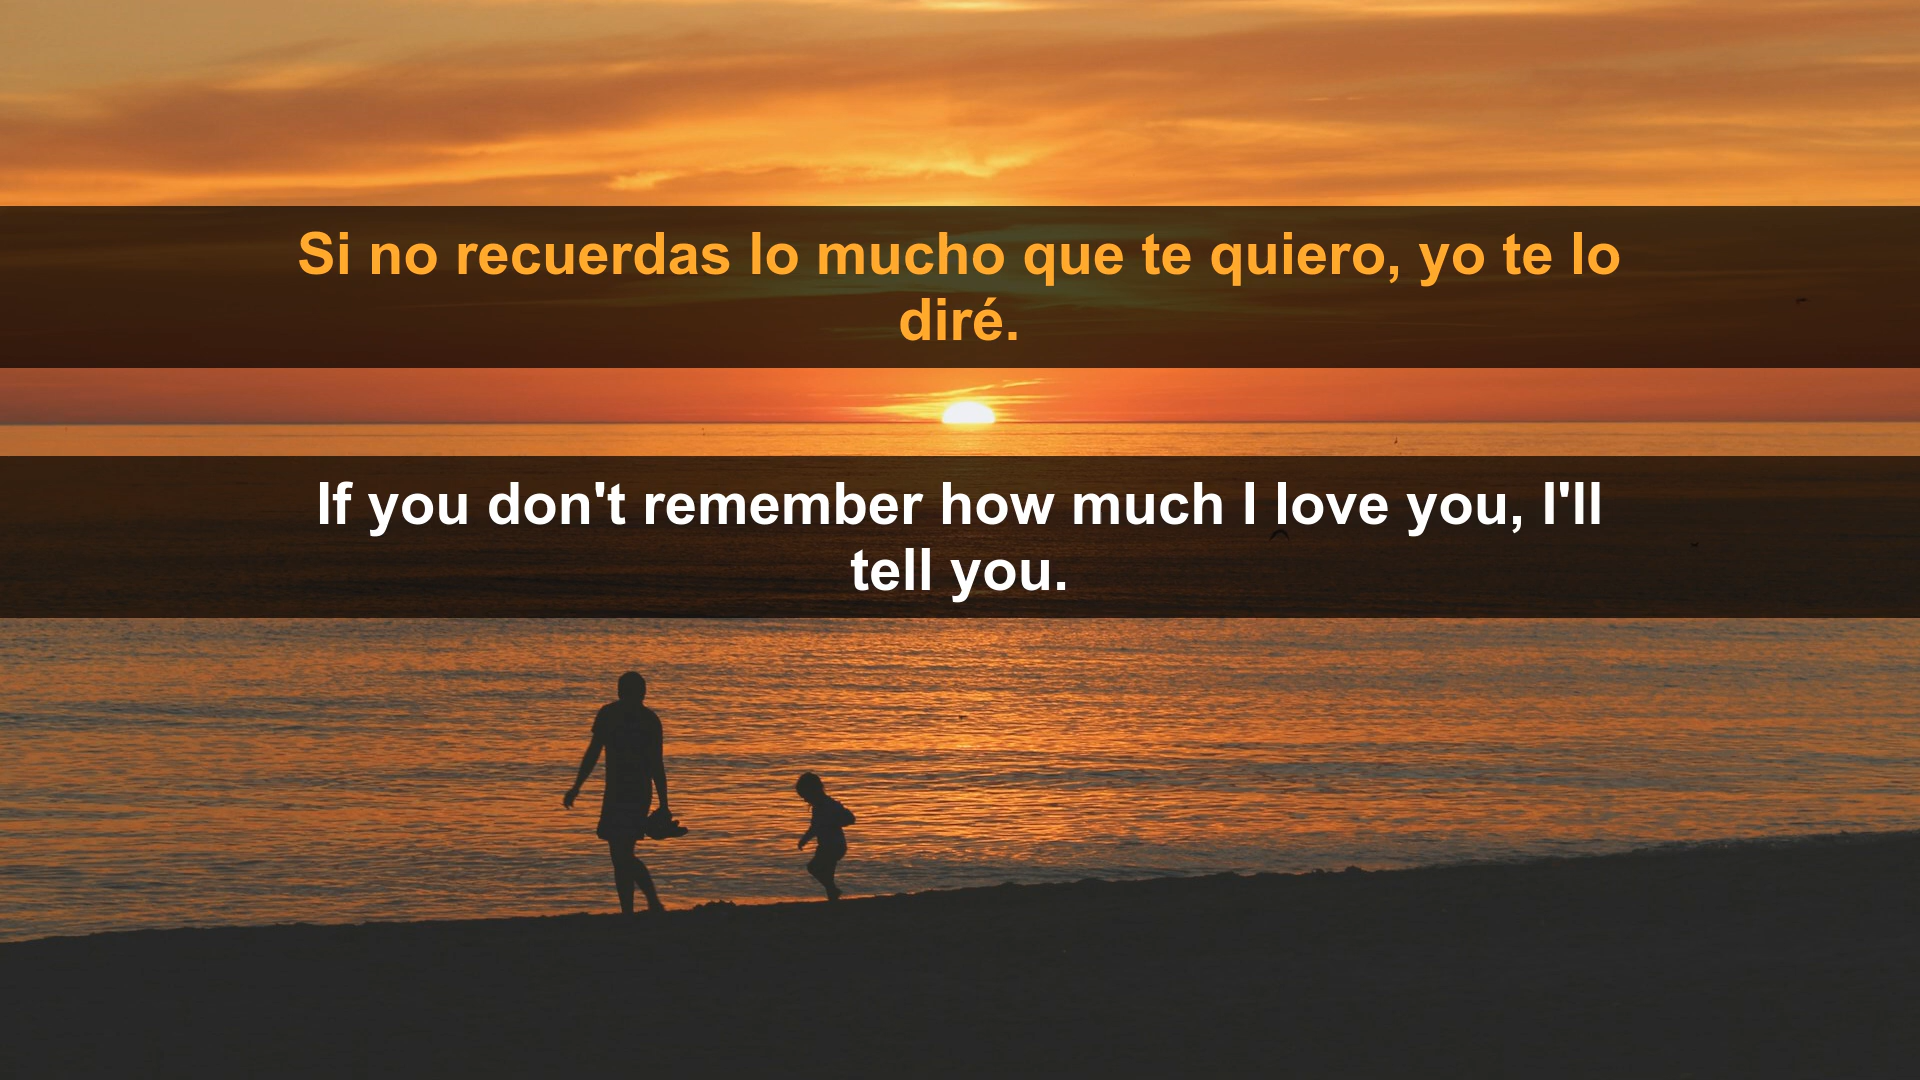 Si no recuerdas lo mucho que te quiero, yo te lo
diré.
If you don't remember how much I love you, I'll
tell you.